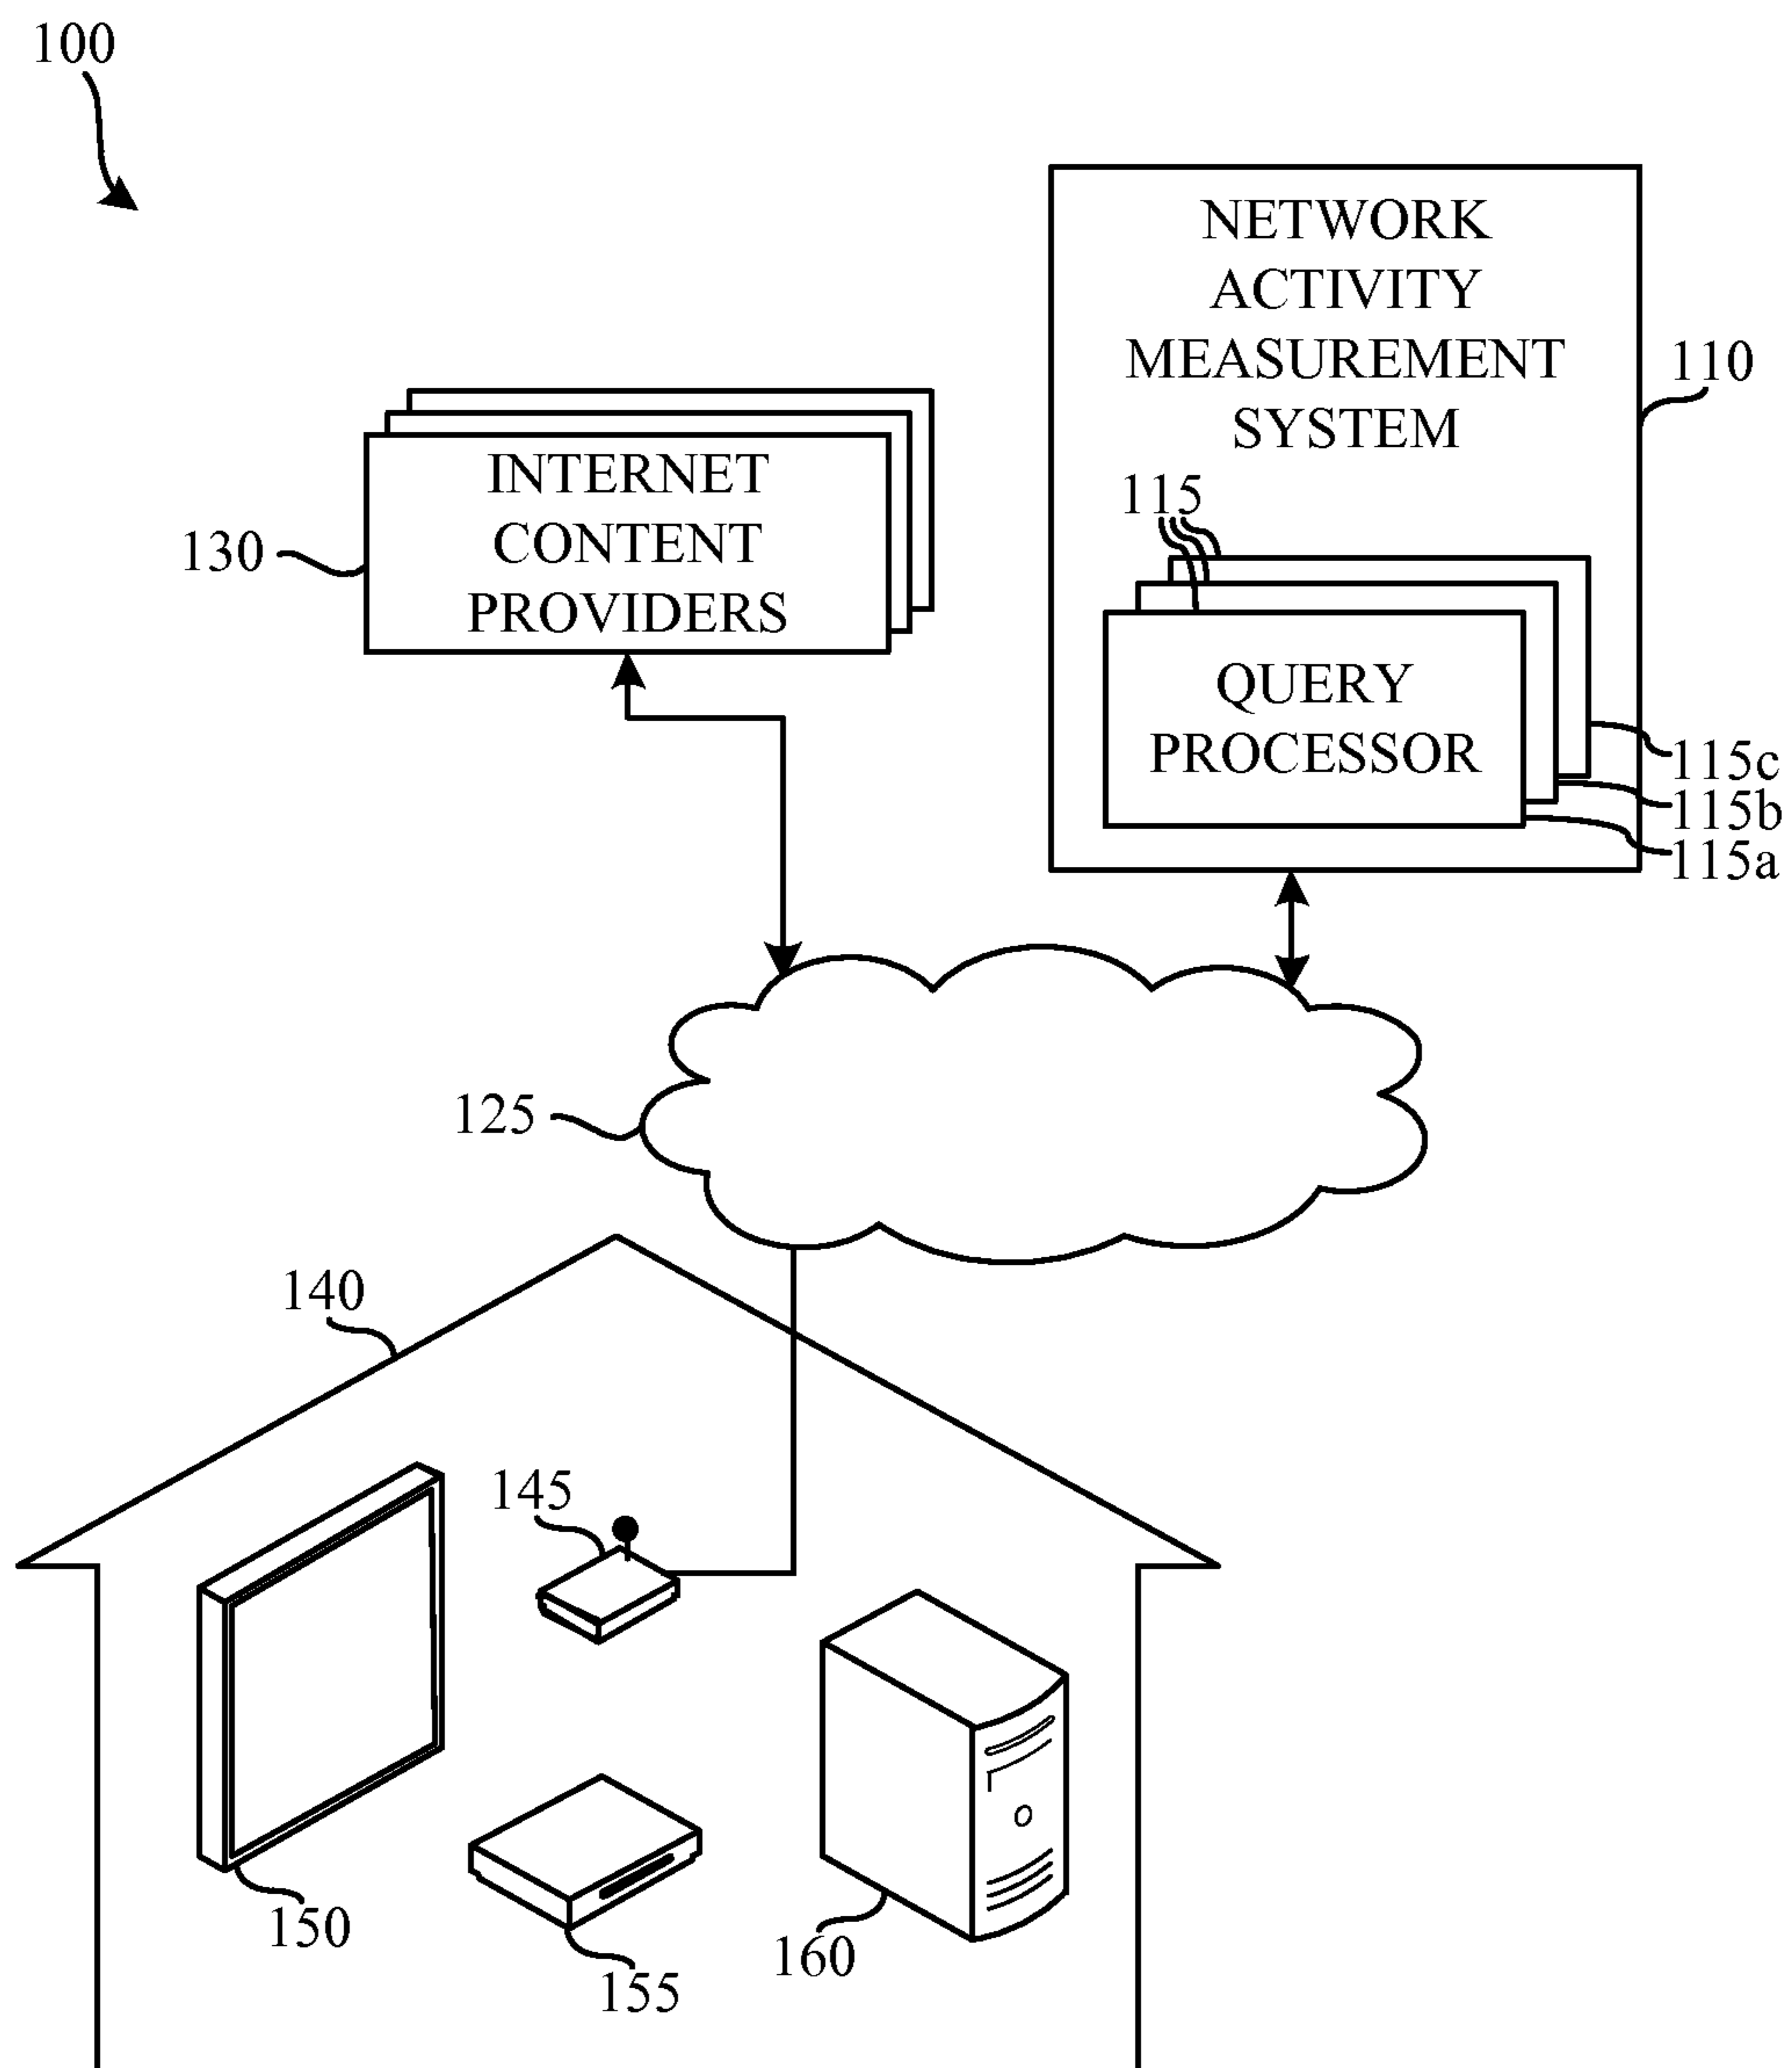 100
NETWORK
ACTIVITY
MEASUREMENT
SYSTEM
110
115
INTERNET
CONTENT
PROVIDERS
130
QUERY
PROCESSOR
115c
115b
115a
125
140
145
150
155
160